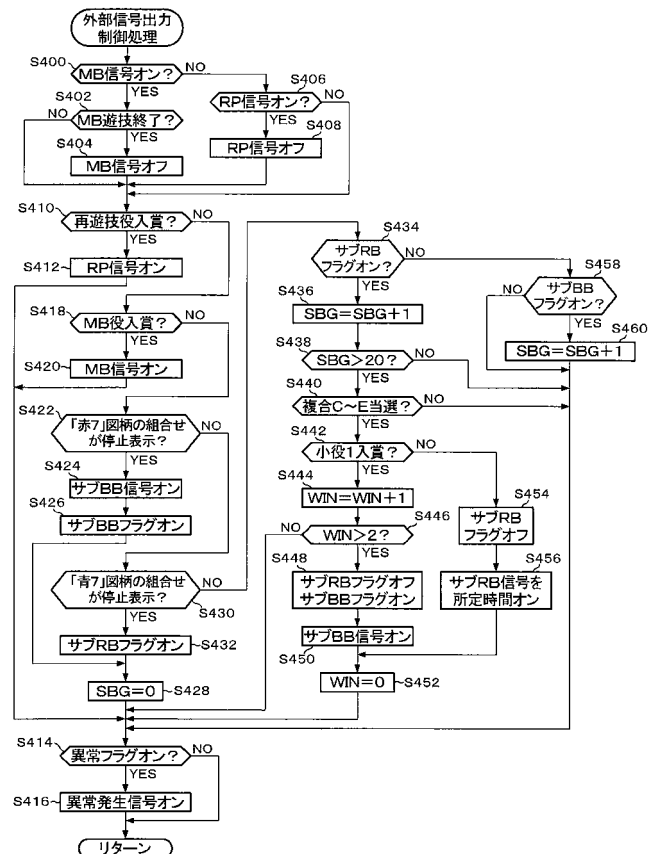 外部信号出力
制御処理
S400
MB信号オン？
NO
YES
S406
RP信号オン？
NO
YES
S402
NO
MB遊技終了？
YES
S404
MB信号オフ
S408
RP信号オフ
S410
再遊技役入賞？
NO
YES
S412
RP信号オン
S418
MB役入賞？
NO
YES
S420
MB信号オン
S422
「赤7」図柄の組合せ
が停止表示？
NO
YES
S424
サブBB信号オン
S426
サブBBフラグオン
「青7」図柄の組合せ
が停止表示？
NO
S430
YES
サブRBフラグオン
S432
SBG=0
S428
S414
異常フラグオン？
NO
YES
S416
異常発生信号オン
リターン
S434
サブRB
フラグオン？
NO
YES
S436
SBG=SBG+1
S438
SBG>20？
NO
YES
S440
複合C～E当選？
NO
YES
S442
小役1入賞？
NO
YES
S444
WIN=WIN+1
S446
NO
WIN>2？
YES
S448
サブRBフラグオフ
サブBBフラグオン
サブBB信号オン
S450
WIN=0
S452
S454
サブRB
フラグオフ
S456
サブRB信号を
所定時間オン
S458
サブBB
フラグオン？
NO
YES
S460
SBG=SBG+1